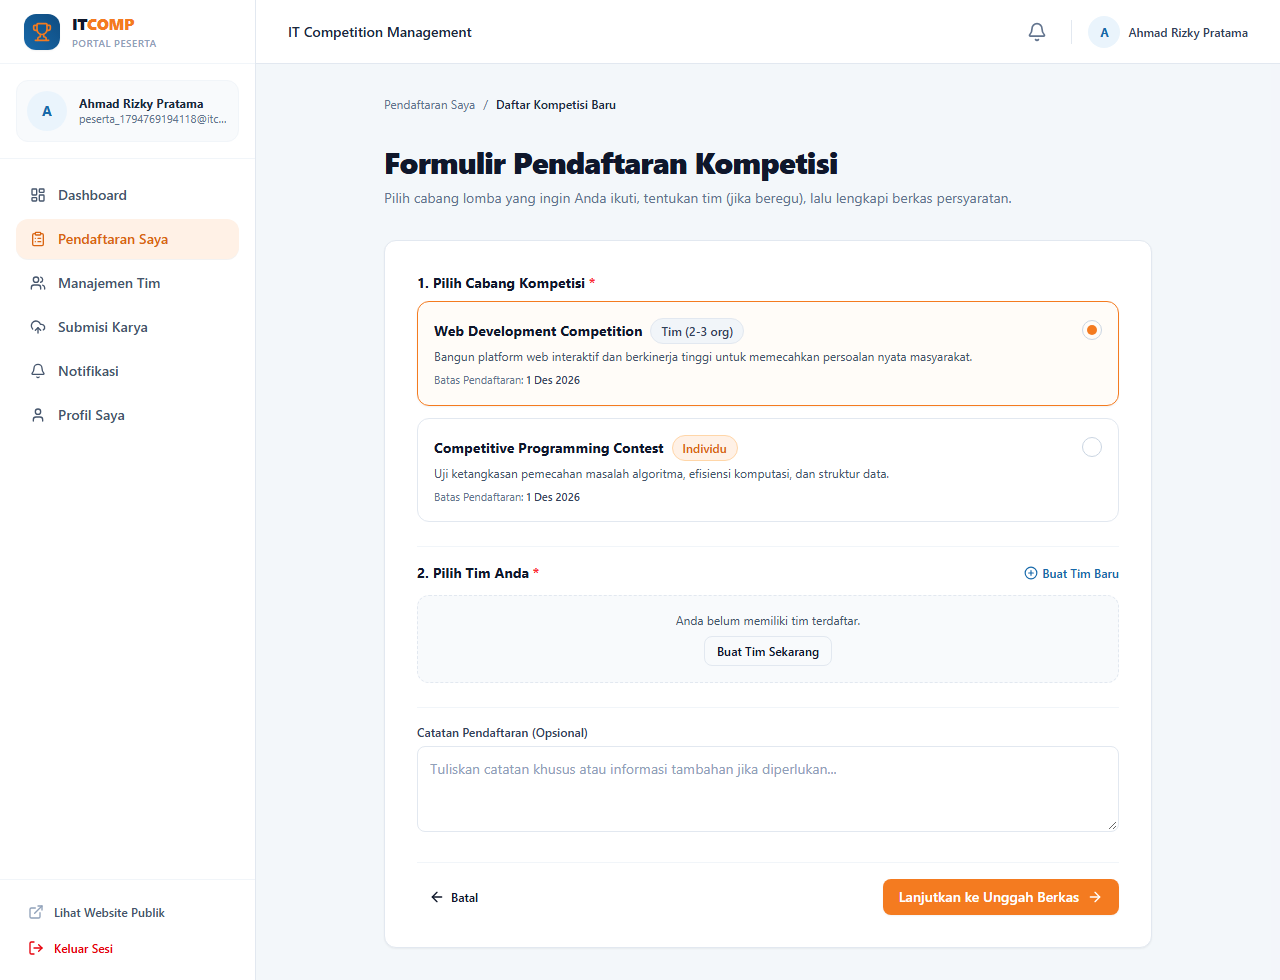 ITCOMP
PORTAL PESERTA
IT Competition Management
A
Ahmad Rizky Pratama
A
Ahmad Rizky Pratama
peserta_1794769194118@itc...
Dashboard
Pendaftaran Saya
Manajemen Tim
Submisi Karya
Notifikasi
Profil Saya
Lihat Website Publik
Keluar Sesi
Pendaftaran Saya / Daftar Kompetisi Baru
Formulir Pendaftaran Kompetisi
Pilih cabang lomba yang ingin Anda ikuti, tentukan tim (jika beregu), lalu lengkapi berkas persyaratan.
1. Pilih Cabang Kompetisi *
Web Development Competition Tim (2-3 org)
Bangun platform web interaktif dan berkinerja tinggi untuk memecahkan persoalan nyata masyarakat.
Batas Pendaftaran: 1 Des 2026
Competitive Programming Contest Individu
Uji ketangkasan pemecahan masalah algoritma, efisiensi komputasi, dan struktur data.
Batas Pendaftaran: 1 Des 2026
2. Pilih Tim Anda *
Buat Tim Baru
Anda belum memiliki tim terdaftar.
Buat Tim Sekarang
Catatan Pendaftaran (Opsional)
Tuliskan catatan khusus atau informasi tambahan jika diperlukan...
Batal
Lanjutkan ke Unggah Berkas